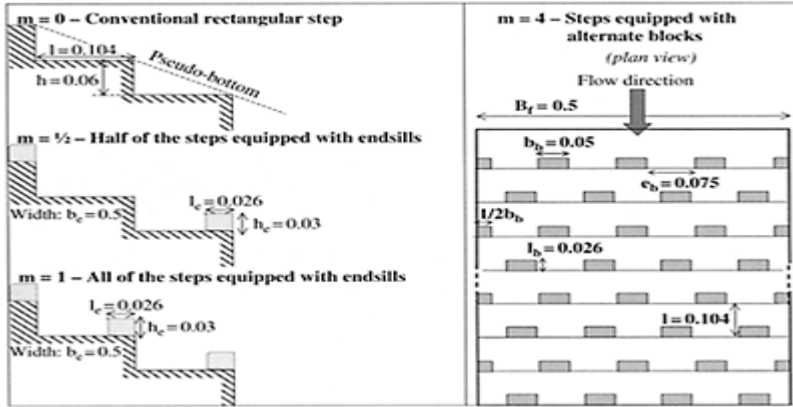 m = 0 – Conventional rectangular step
l = 0.104
Pseudo-bottom
h = 0.06
m = ½ – Half of the steps equipped with endsills
l_e = 0.026
Width: b_e = 0.5
h_e = 0.03
m = 1 – All of the steps equipped with endsills
l_e = 0.026
h_e = 0.03
Width: b_e = 0.5
m = 4 – Steps equipped with
alternate blocks
(plan view)
Flow direction
B_f = 0.5
b_b = 0.05
e_b = 0.075
1/2b_b
l_b = 0.026
l = 0.104